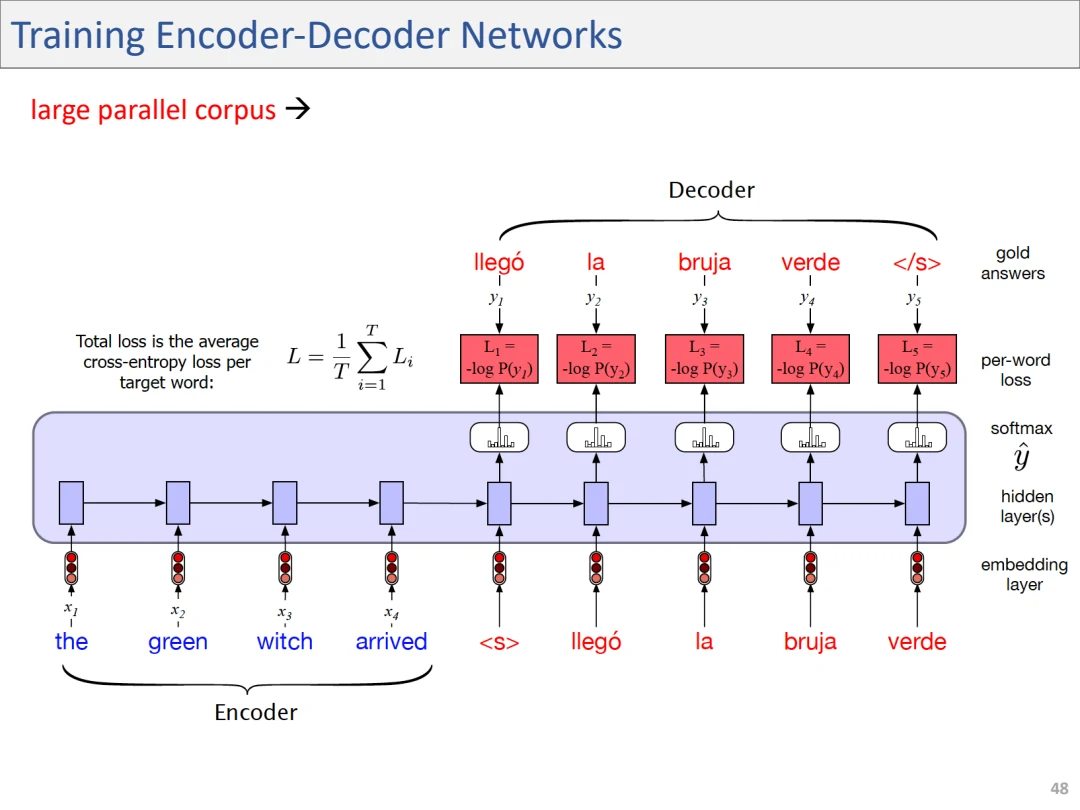 Training Encoder-Decoder Networks
large parallel corpus →
Decoder
llegó la bruja verde </s>
gold
answers
y1 y2 y3 y4 y5
Total loss is the average
cross-entropy loss per
target word:
L = 1/T ∑ T i=1 Li
L1 =
-log P(y1)
L2 =
-log P(y2)
L3 =
-log P(y3)
L4 =
-log P(y4)
L5 =
-log P(y5)
per-word
loss
softmax
ŷ
hidden
layer(s)
embedding
layer
x1 x2 x3 x4
the green witch arrived <s> llegó la bruja verde
Encoder
48